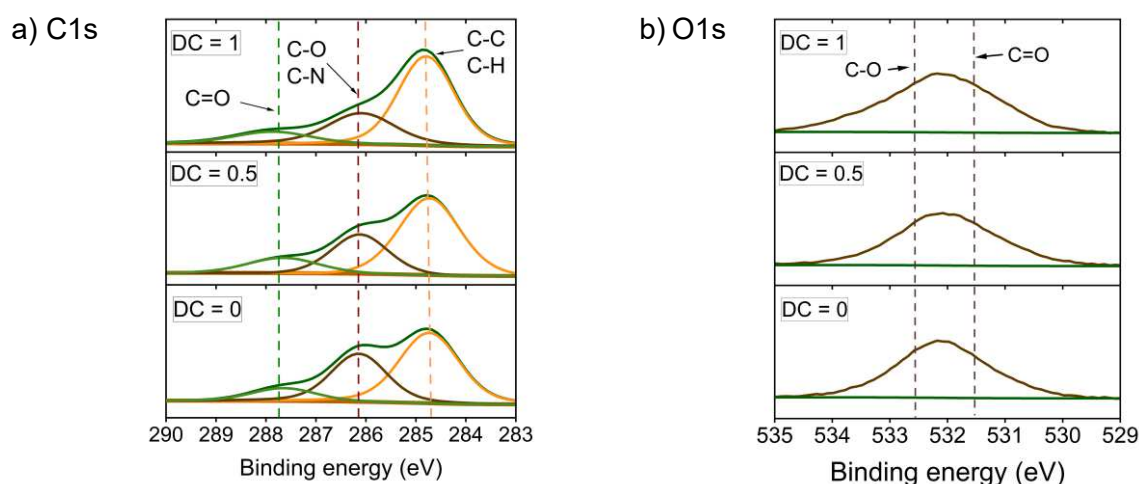 a) C1s
DC = 1
C=O
C-O
C-N
C-C
C-H
DC = 0.5
DC = 0
290 289 288 287 286 285 284 283
Binding energy (eV)
b) O1s
DC = 1
C-O
C=O
DC = 0.5
DC = 0
535 534 533 532 531 530 529
Binding energy (eV)